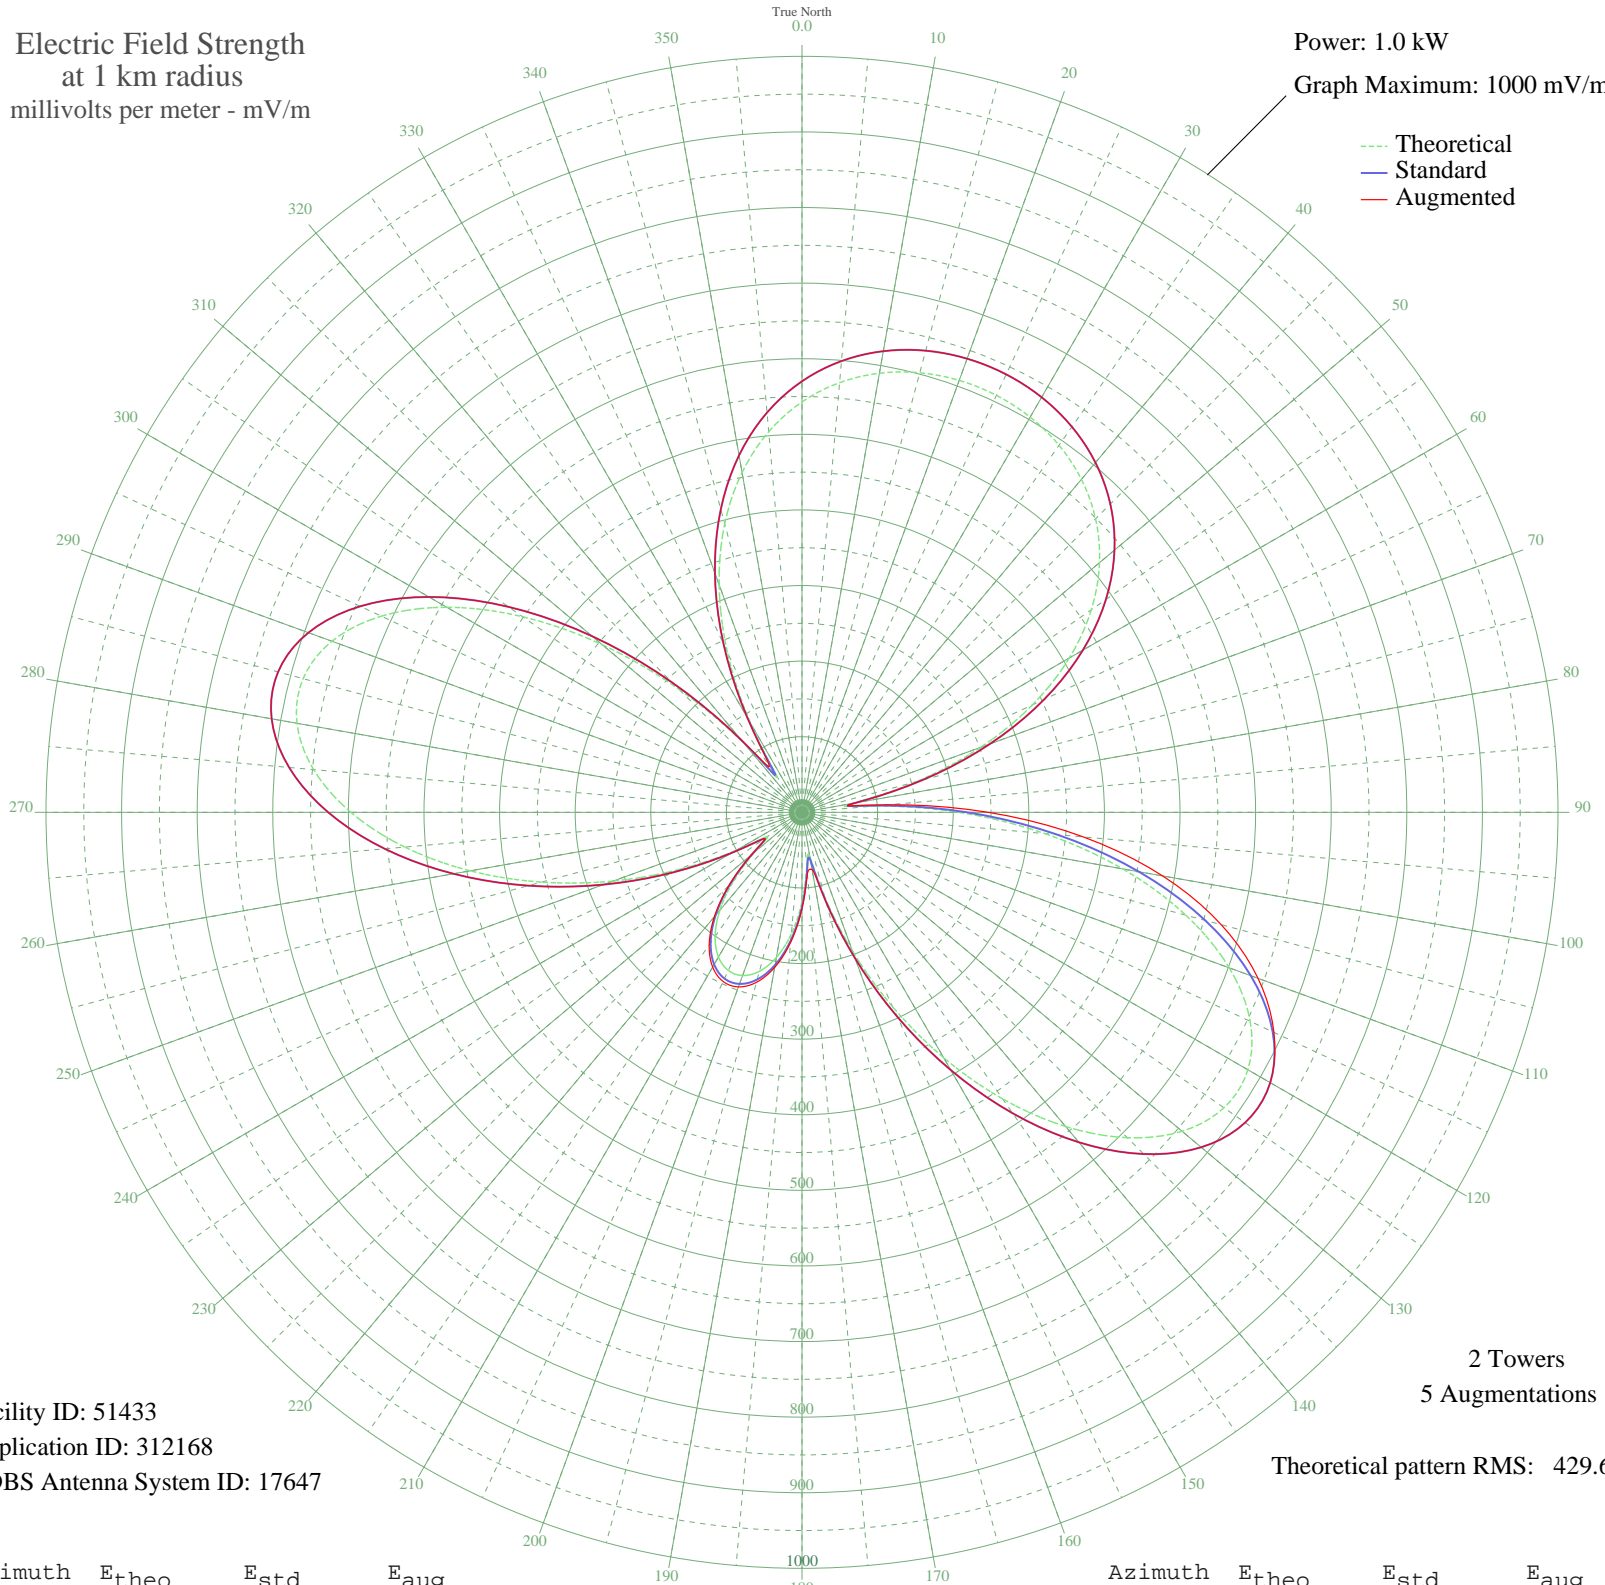 True North
0.0
Electric Field Strength
at 1 km radius
millivolts per meter - mV/m
Power: 1.0 kW
Graph Maximum: 1000 mV/m
Theoretical
Standard
Augmented
10
20
30
40
50
60
70
80
90
100
110
120
130
140
150
160
170
190
200
210
220
230
240
250
260
270
280
290
300
310
320
330
340
350
200
300
400
500
600
700
800
900
1000
2 Towers
5 Augmentations
Theoretical pattern RMS: 429.6
cility ID: 51433
plication ID: 312168
DBS Antenna System ID: 17647
imuth Etheo Estd Eaug
Azimuth Etheo Estd Eaug